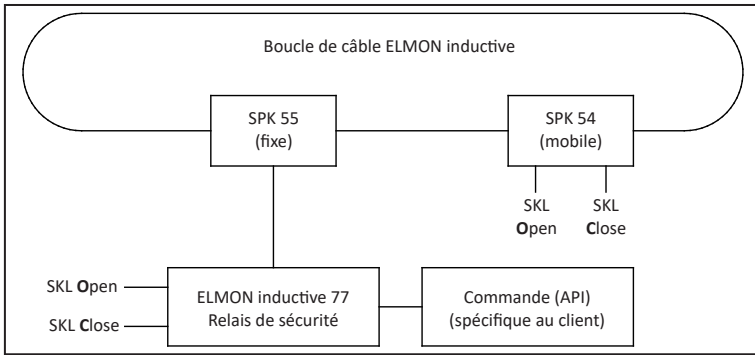 Boucle de câble ELMON inductive
SPK 55
(fixe)
SPK 54
(mobile)
SKL
Open
SKL
Close
SKL Open
SKL Close
ELMON inductive 77
Relais de sécurité
Commande (API)
(spécifique au client)